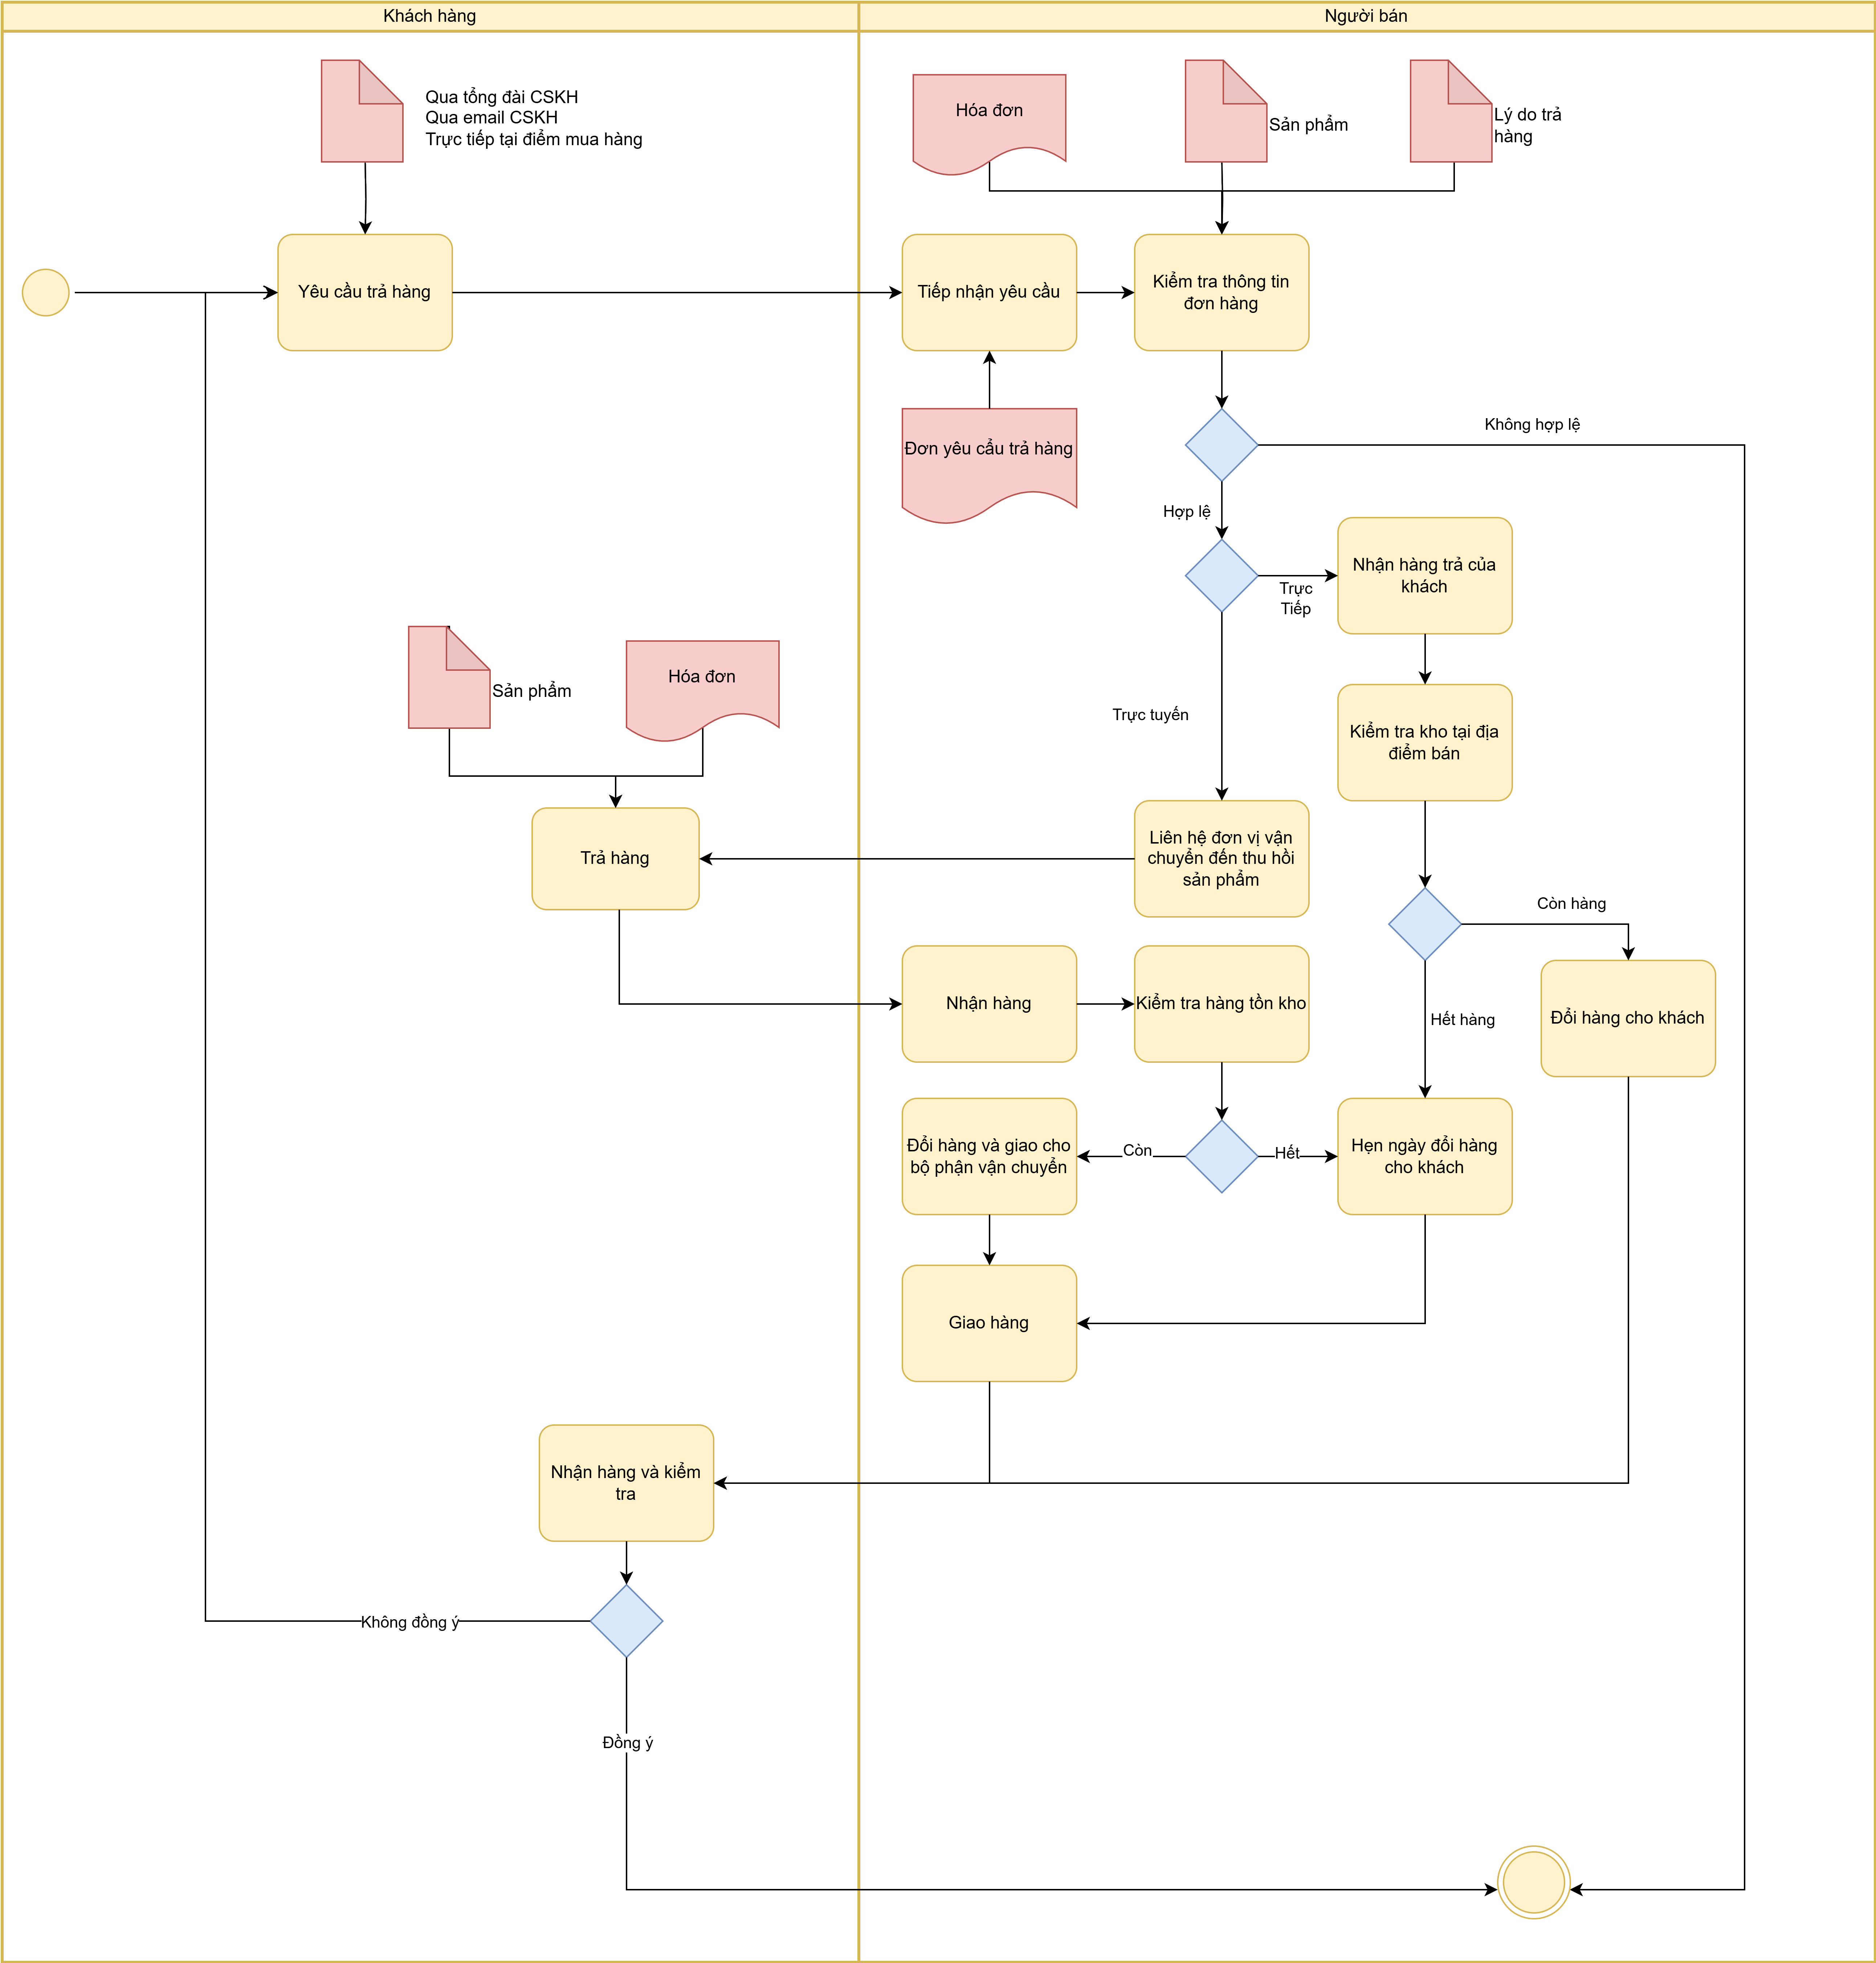 Khách hàng
Người bán
Qua tổng đài CSKH
Qua email CSKH
Trực tiếp tại điểm mua hàng
Hóa đơn
Sản phẩm
Lý do trả
hàng
Yêu cầu trả hàng
Tiếp nhận yêu cầu
Kiểm tra thông tin
đơn hàng
Đơn yêu cẩu trả hàng
Không hợp lệ
Hợp lệ
Trực
Tiếp
Nhận hàng trả của
khách
Sản phẩm
Hóa đơn
Trực tuyến
Kiểm tra kho tại địa
điểm bán
Trả hàng
Liên hệ đơn vị vận
chuyển đến thu hồi
sản phẩm
Còn hàng
Nhận hàng
Kiểm tra hàng tồn kho
Hết hàng
Đổi hàng cho khách
Đổi hàng và giao cho
bộ phận vận chuyển
Còn
Hết
Hẹn ngày đổi hàng
cho khách
Giao hàng
Nhận hàng và kiểm
tra
Không đồng ý
Đồng ý